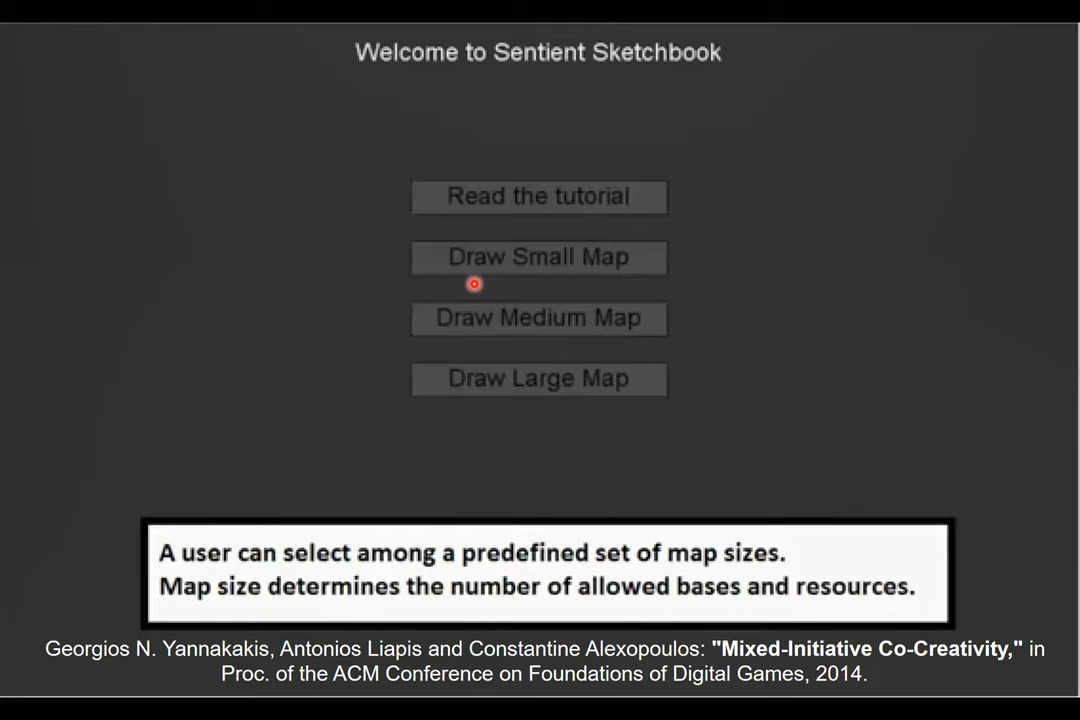 Welcome to Sentient Sketchbook
Read the tutorial
Draw Small Map
Draw Medium Map
Draw Large Map
A user can select among a predefined set of map sizes.
Map size determines the number of allowed bases and resources.
Georgios N. Yannakakis, Antonios Liapis and Constantine Alexopoulos: "Mixed-Initiative Co-Creativity," in
Proc. of the ACM Conference on Foundations of Digital Games, 2014.